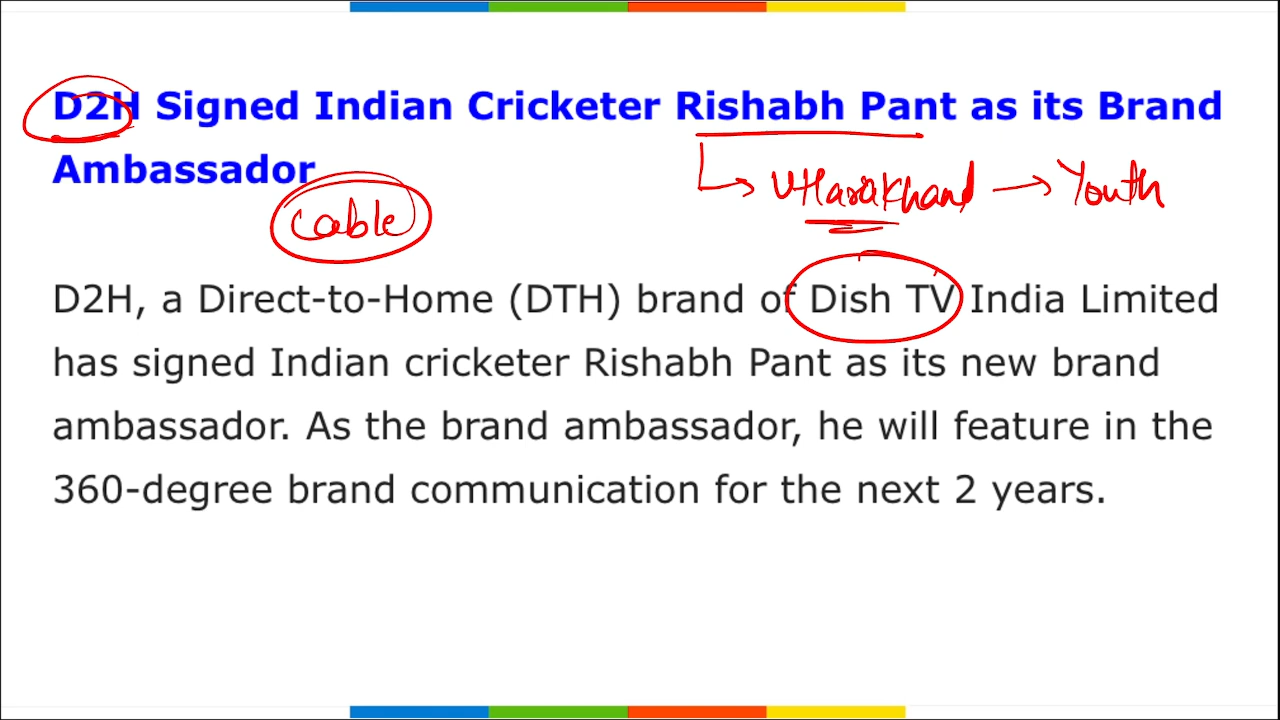 D2H Signed Indian Cricketer Rishabh Pant as its Brand
Ambassador
Uttarakhand → Youth
cable
D2H, a Direct-to-Home (DTH) brand of Dish TV India Limited
has signed Indian cricketer Rishabh Pant as its new brand
ambassador. As the brand ambassador, he will feature in the
360-degree brand communication for the next 2 years.